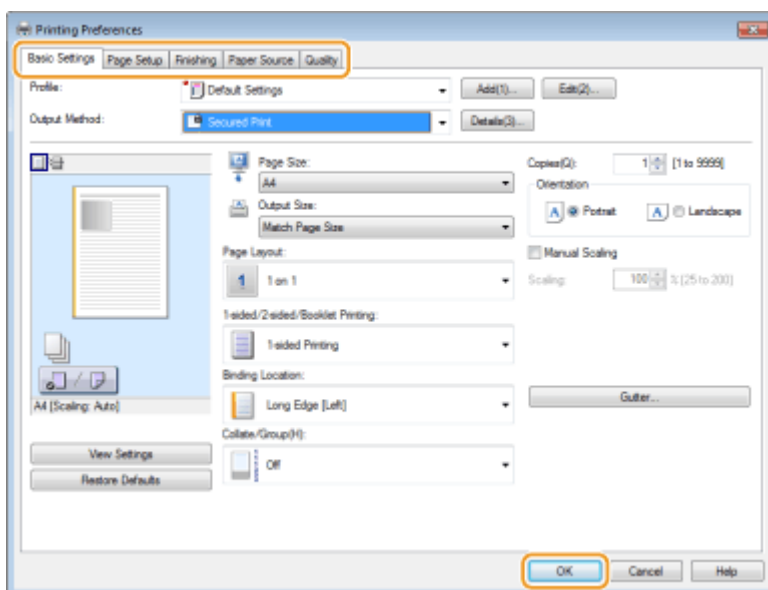 Printing Preferences
Basic Settings Page Setup Finishing Paper Source Quality
Profile: Default Settings Add(1)... Edit(2)...
Output Method: Secured Print Details(3)...
Page Size: Copies(Q): 1 [1 to 9999]
A4 Orientation
Output Size: A Portrait A Landscape
Match Page Size
Page Layout: Manual Scaling
1 1 on 1 Scaling: 100 % [25 to 200]
1-sided/2-sided/Booklet Printing:
1-sided Printing
Binding Location:
A4 [Scaling: Auto] Long Edge [Left] Gutter...
Collate/Group(H):
View Settings Off
Restore Defaults
OK Cancel Help